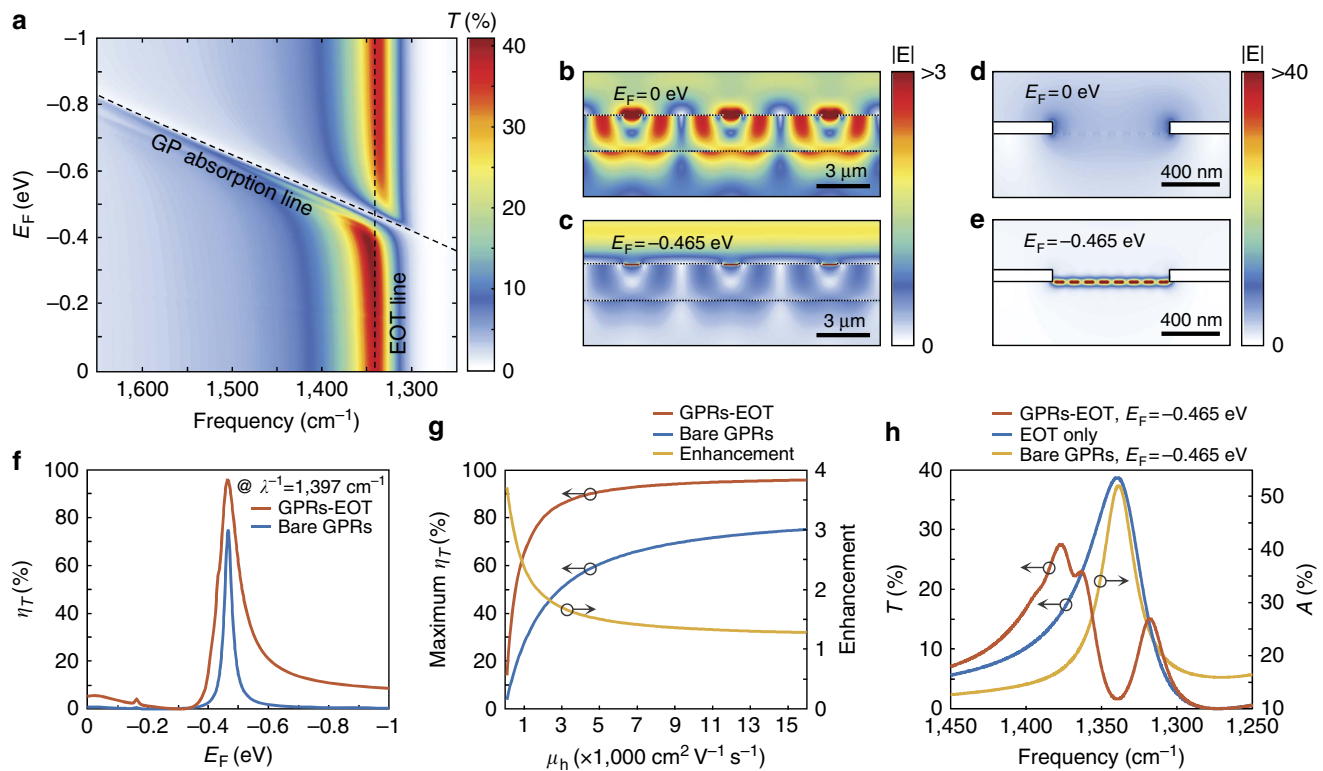 a
T (%)
−1
−0.8
−0.6
−0.4
−0.2
0
E_F (eV)
GP absorption line
EOT line
1,600
1,500
1,400
1,300
Frequency (cm⁻¹)
40
35
30
25
20
15
10
5
0
b
E_F = 0 eV
3 μm
c
E_F = −0.465 eV
3 μm
|E|
>3
0
d
E_F = 0 eV
400 nm
e
E_F = −0.465 eV
400 nm
|E|
>40
0
f
100
80
60
40
20
0
η_T (%)
@ λ⁻¹=1,397 cm⁻¹
GPRs-EOT
Bare GPRs
0
−0.2
−0.4
−0.6
−0.8
−1
E_F (eV)
g
GPRs-EOT
Bare GPRs
Enhancement
100
80
60
40
20
0
Maximum η_T (%)
4
3
2
1
0
Enhancement
1
3
5
7
9
11
13
15
μ_h (×1,000 cm² V⁻¹ s⁻¹)
h
GPRs-EOT, E_F = −0.465 eV
EOT only
Bare GPRs, E_F = −0.465 eV
40
35
30
25
20
15
10
5
0
T (%)
50
40
30
20
10
A (%)
1,450
1,400
1,350
1,300
1,250
Frequency (cm⁻¹)